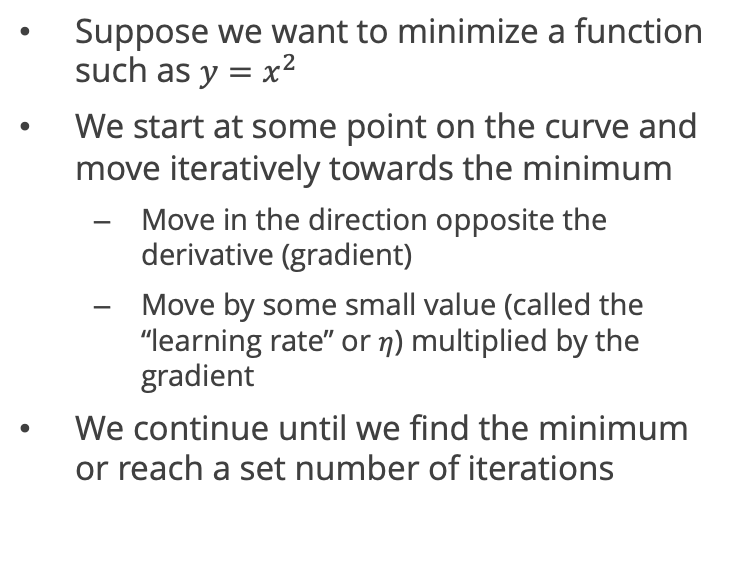 • Suppose we want to minimize a function
such as y = x²
• We start at some point on the curve and
move iteratively towards the minimum
– Move in the direction opposite the
derivative (gradient)
– Move by some small value (called the
“learning rate” or η) multiplied by the
gradient
• We continue until we find the minimum
or reach a set number of iterations